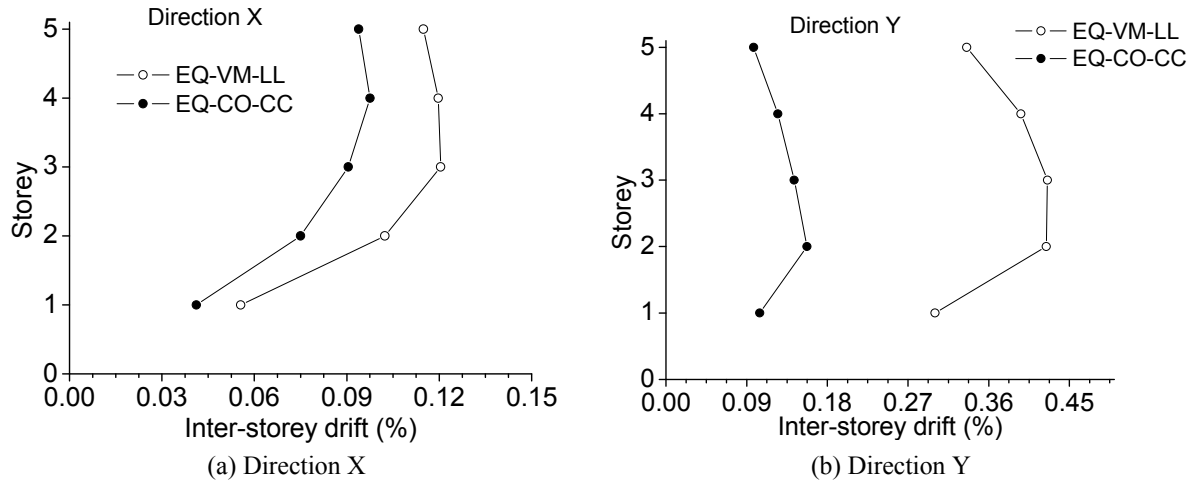 Direction X
EQ-VM-LL
EQ-CO-CC
5
4
3
2
1
0
Storey
0.00 0.03 0.06 0.09 0.12 0.15
Inter-storey drift (%)
(a) Direction X
Direction Y
EQ-VM-LL
EQ-CO-CC
5
4
3
2
1
0
Storey
0.00 0.09 0.18 0.27 0.36 0.45
Inter-storey drift (%)
(b) Direction Y